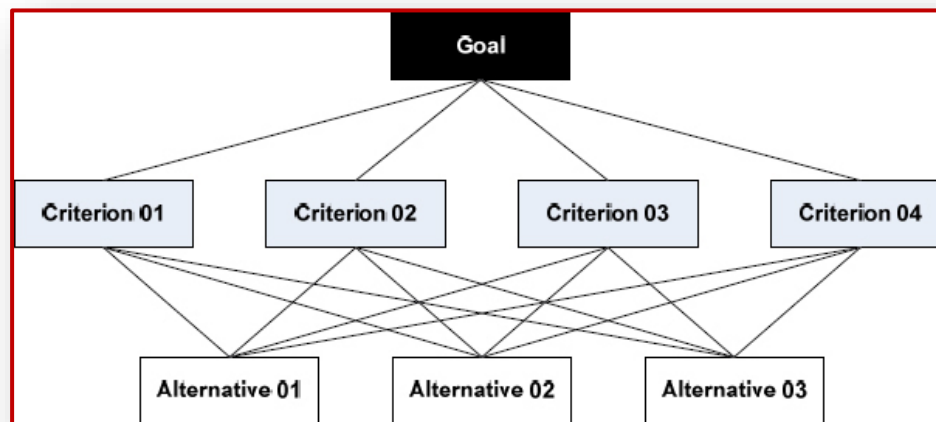 Goal
Criterion 01
Criterion 02
Criterion 03
Criterion 04
Alternative 01
Alternative 02
Alternative 03